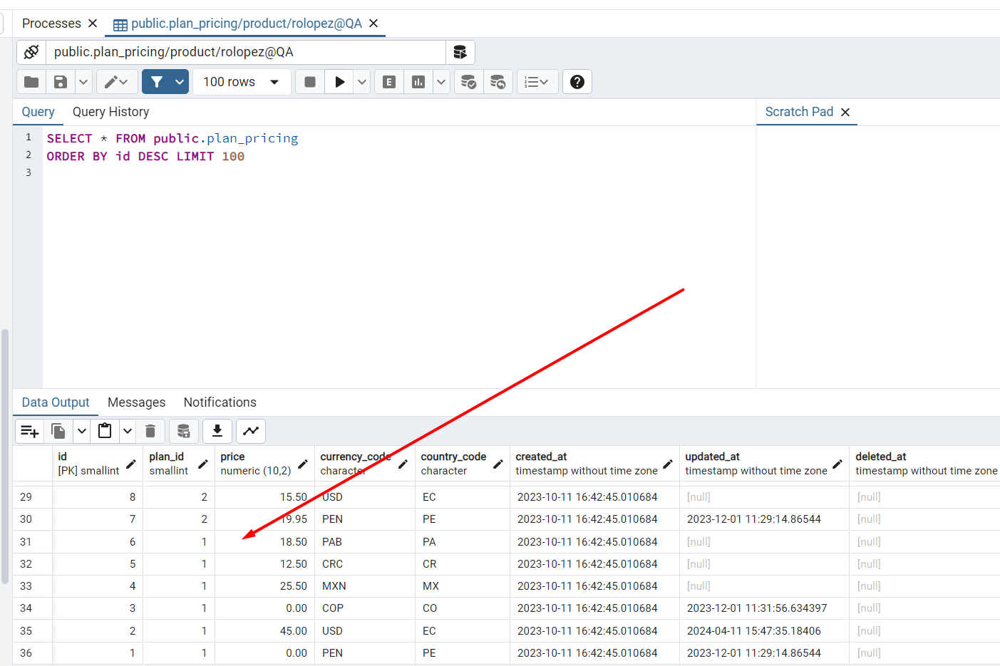 Processes public.plan_pricing/product/rolopez@QA
public.plan_pricing/product/rolopez@QA
100 rows E
Query Query History Scratch Pad
1 SELECT * FROM public.plan_pricing
2 ORDER BY id DESC LIMIT 100
3
Data Output Messages Notifications
id plan_id price currency_code country_code created_at updated_at deleted_at
[PK] smallint smallint numeric (10,2) character character timestamp without time zone timestamp without time zone timestamp without time zone
29 8 2 15.50 USD EC 2023-10-11 16:42:45.010684 [null] [null]
30 7 2 19.95 PEN PE 2023-10-11 16:42:45.010684 2023-12-01 11:29:14.86544 [null]
31 6 1 18.50 PAB PA 2023-10-11 16:42:45.010684 [null] [null]
32 5 1 12.50 CRC CR 2023-10-11 16:42:45.010684 [null] [null]
33 4 1 25.50 MXN MX 2023-10-11 16:42:45.010684 [null] [null]
34 3 1 0.00 COP CO 2023-10-11 16:42:45.010684 2023-12-01 11:31:56.634397 [null]
35 2 1 45.00 USD EC 2023-10-11 16:42:45.010684 2024-04-11 15:47:35.18406 [null]
36 1 1 0.00 PEN PE 2023-10-11 16:42:45.010684 2023-12-01 11:29:14.86544 [null]